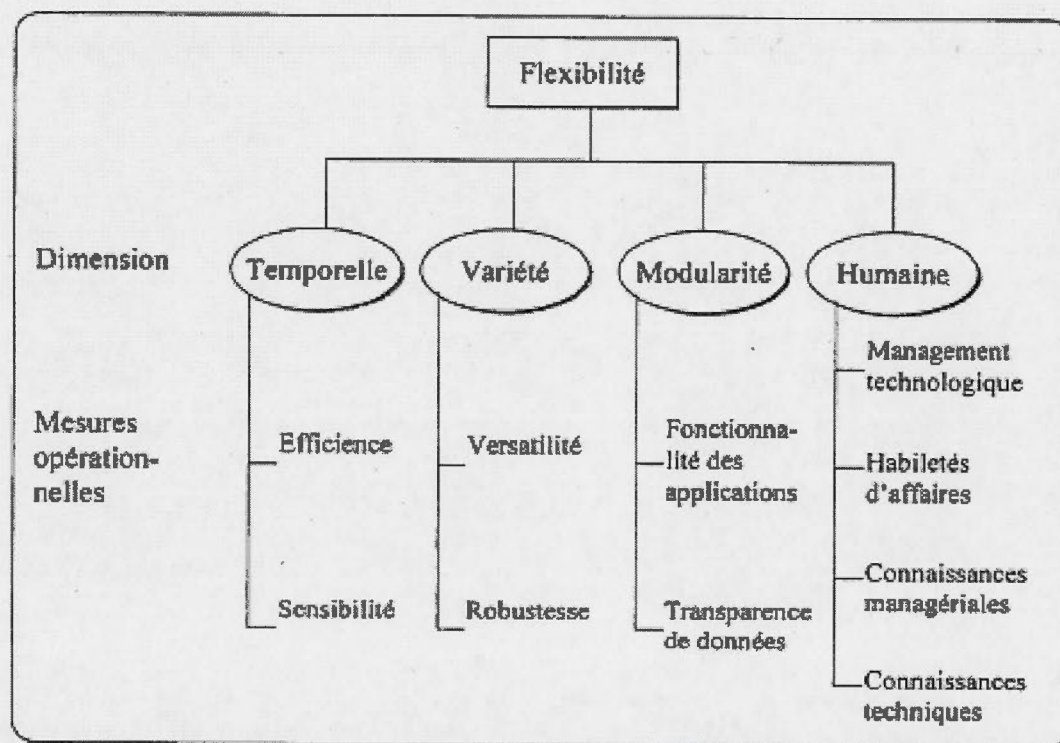 Flexibilité
Dimension
Temporelle
Variété
Modularité
Humaine
Mesures
opération-
nelles
Efficience
Sensibilité
Versatilité
Robustesse
Fonctionna-
lité des
applications
Transparence
de données
Management
technologique
Habiletés
d'affaires
Connaissances
managériales
Connaissances
techniques